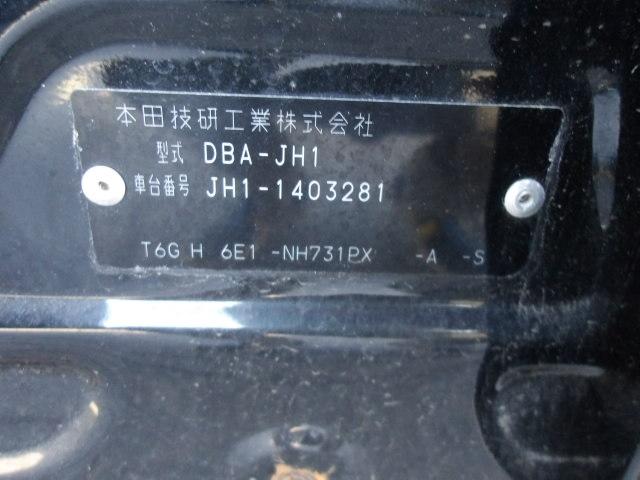 本田技研工業株式会社
型式 DBA-JH1
車台番号 JH1-1403281
T6G H 6E1 -NH731PX -A -S